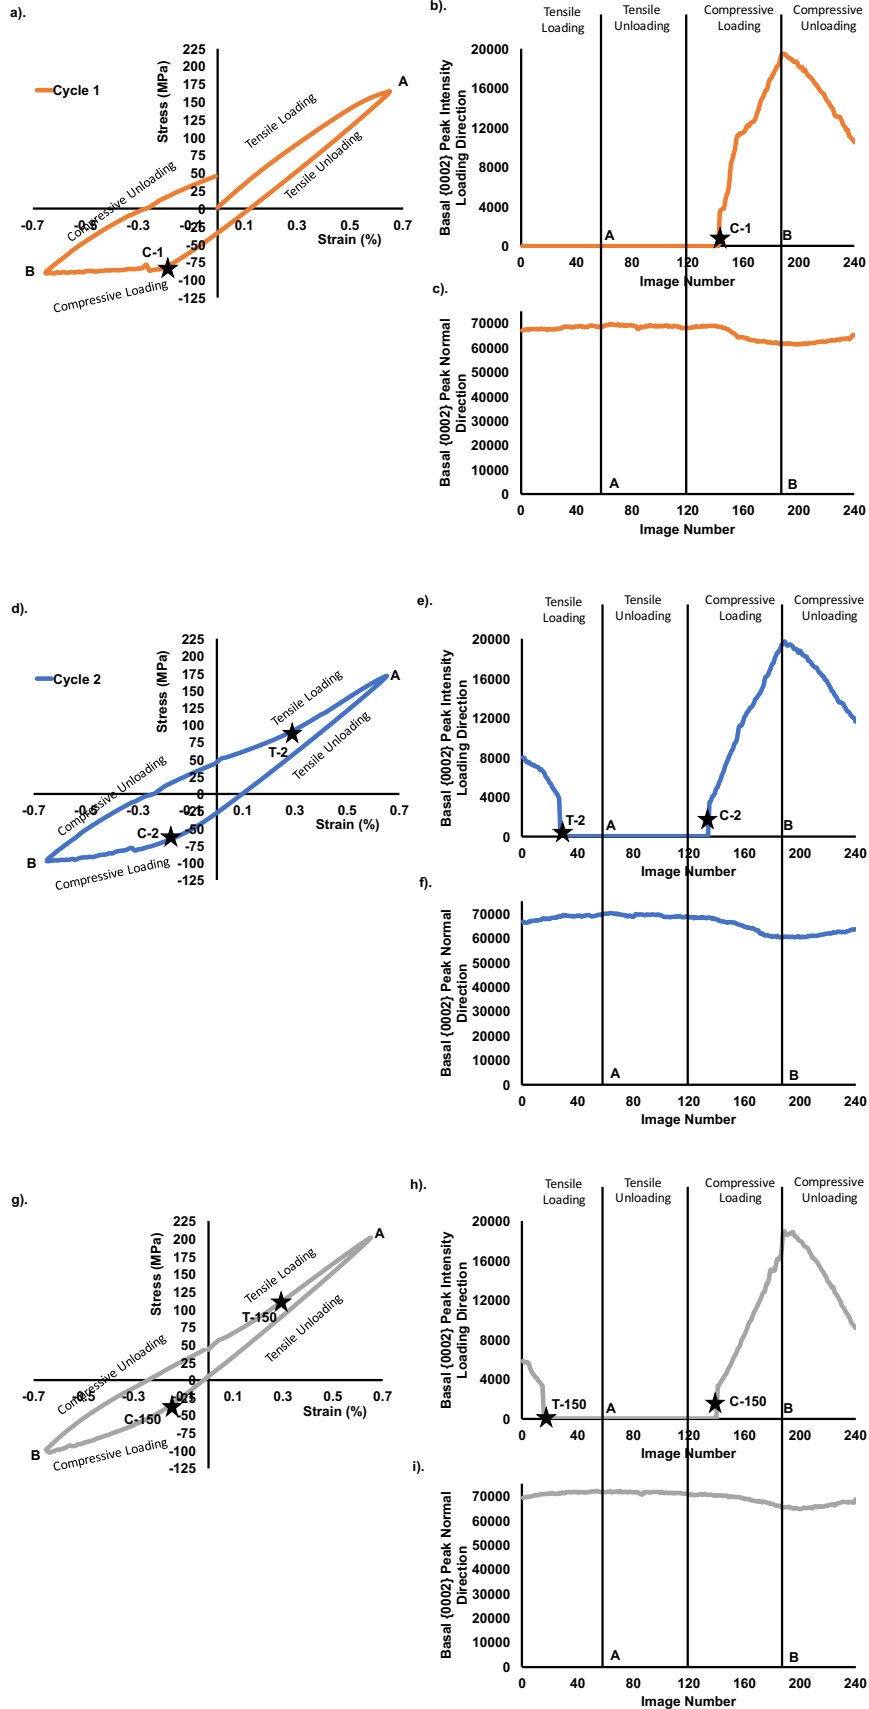 a).
Cycle 1
Stress (MPa)
225
200
175
150
125
100
75
50
25
0
-25
-50
-75
-100
-125
-0.7
-0.5
-0.3
-0.1
0.1
0.3
0.5
0.7
Strain (%)
Tensile Loading
Tensile Unloading
Compressive Unloading
Compressive Loading
A
B
C-1
b).
Tensile Loading
Tensile Unloading
Compressive Loading
Compressive Unloading
Basal {0002} Peak Intensity
Loading Direction
20000
16000
12000
8000
4000
0
A
C-1
B
Image Number
c).
Basal {0002} Peak Normal
Direction
70000
60000
50000
40000
30000
20000
10000
0
A
B
0 40 80 120 160 200 240
Image Number
d).
Cycle 2
Stress (MPa)
225
200
175
150
125
100
75
50
25
0
-25
-50
-75
-100
-125
-0.7
-0.5
-0.3
-0.1
0.1
0.3
0.5
0.7
Strain (%)
Tensile Loading
Tensile Unloading
Compressive Unloading
Compressive Loading
A
B
T-2
C-2
e).
Tensile Loading
Tensile Unloading
Compressive Loading
Compressive Unloading
Basal {0002} Peak Intensity
Loading Direction
20000
16000
12000
8000
4000
0
T-2
A
C-2
B
0 40 80 120 160 200 240
Image Number
f).
Basal {0002} Peak Normal
Direction
70000
60000
50000
40000
30000
20000
10000
0
A
B
0 40 80 120 160 200 240
Image Number
g).
Stress (MPa)
225
200
175
150
125
100
75
50
25
0
-25
-50
-75
-100
-125
-0.7
-0.5
-0.3
-0.1
0.1
0.3
0.5
0.7
Strain (%)
Tensile Loading
Tensile Unloading
Compressive Unloading
Compressive Loading
A
B
T-150
C-150
h).
Tensile Loading
Tensile Unloading
Compressive Loading
Compressive Unloading
Basal {0002} Peak Intensity
Loading Direction
20000
16000
12000
8000
4000
0
T-150
A
C-150
B
0 40 80 120 160 200 240
Image Number
i).
Basal {0002} Peak Normal
Direction
70000
60000
50000
40000
30000
20000
10000
0
A
B
0 40 80 120 160 200 240
Image Number